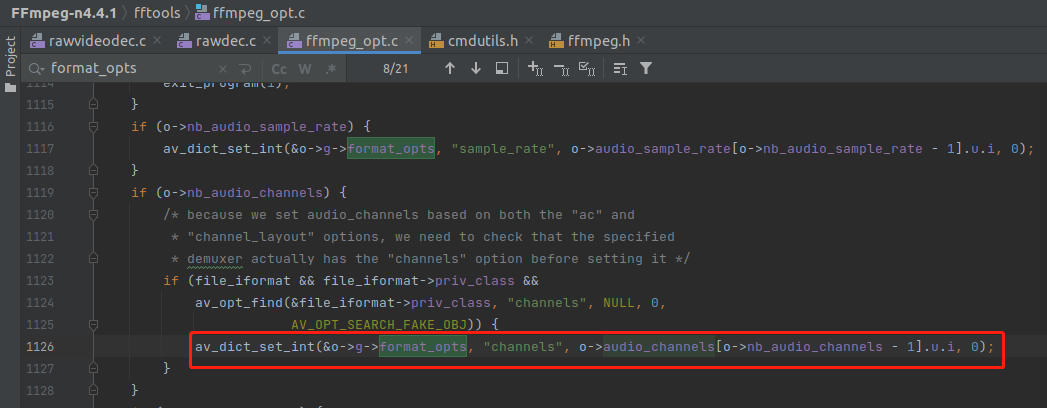 FFmpeg-n4.4.1 › fftools › ffmpeg_opt.c
Project
rawvideodec.c × rawdec.c × ffmpeg_opt.c × cmdutils.h × ffmpeg.h ×
format_opts × Cc W .* 8/21
1114 exit_program(1);
1115 }
1116 if (o->nb_audio_sample_rate) {
1117 av_dict_set_int(&o->g->format_opts, "sample_rate", o->audio_sample_rate[o->nb_audio_sample_rate - 1].u.i, 0);
1118 }
1119 if (o->nb_audio_channels) {
1120 /* because we set audio_channels based on both the "ac" and
1121 * "channel_layout" options, we need to check that the specified
1122 * demuxer actually has the "channels" option before setting it */
1123 if (file_iformat && file_iformat->priv_class &&
1124 av_opt_find(&file_iformat->priv_class, "channels", NULL, 0,
1125 AV_OPT_SEARCH_FAKE_OBJ)) {
1126 av_dict_set_int(&o->g->format_opts, "channels", o->audio_channels[o->nb_audio_channels - 1].u.i, 0);
1127 }
1128 }